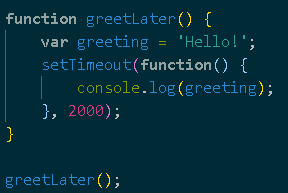 function greetLater() {
    var greeting = 'Hello!';
    setTimeout(function() {
        console.log(greeting);
    }, 2000);
}

greetLater();